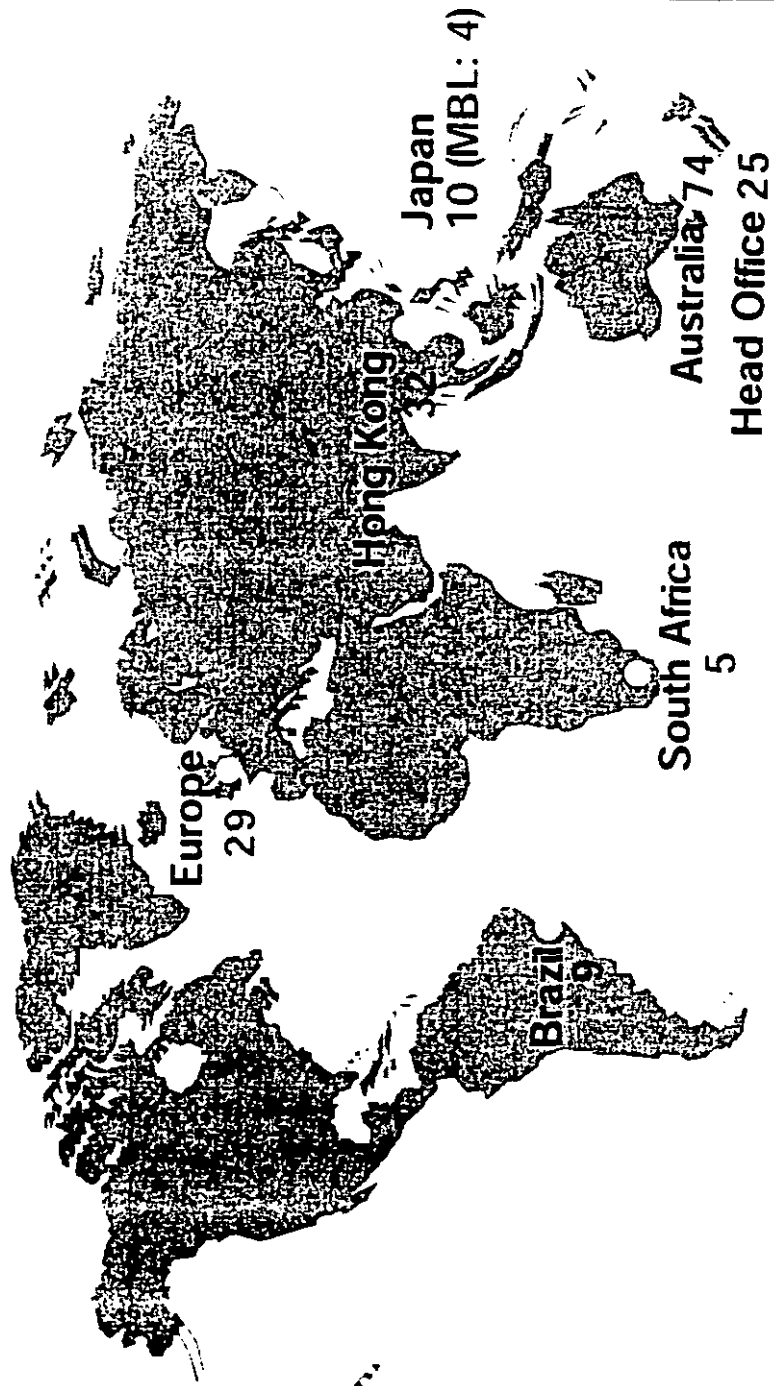 Europe
29
Hong Kong
32
Japan
10 (MBL: 4)
Brazil
9
South Africa
5
Australia 74
Head Office 25